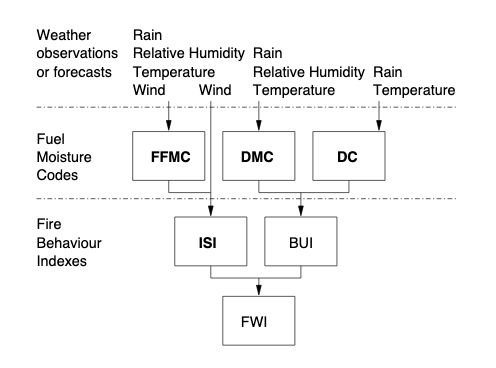 Weather
observations
or forecasts
Rain
Relative Humidity
Temperature
Wind
Wind
Rain
Relative Humidity
Temperature
Rain
Temperature
Fuel
Moisture
Codes
FFMC
DMC
DC
Fire
Behaviour
Indexes
ISI
BUI
FWI